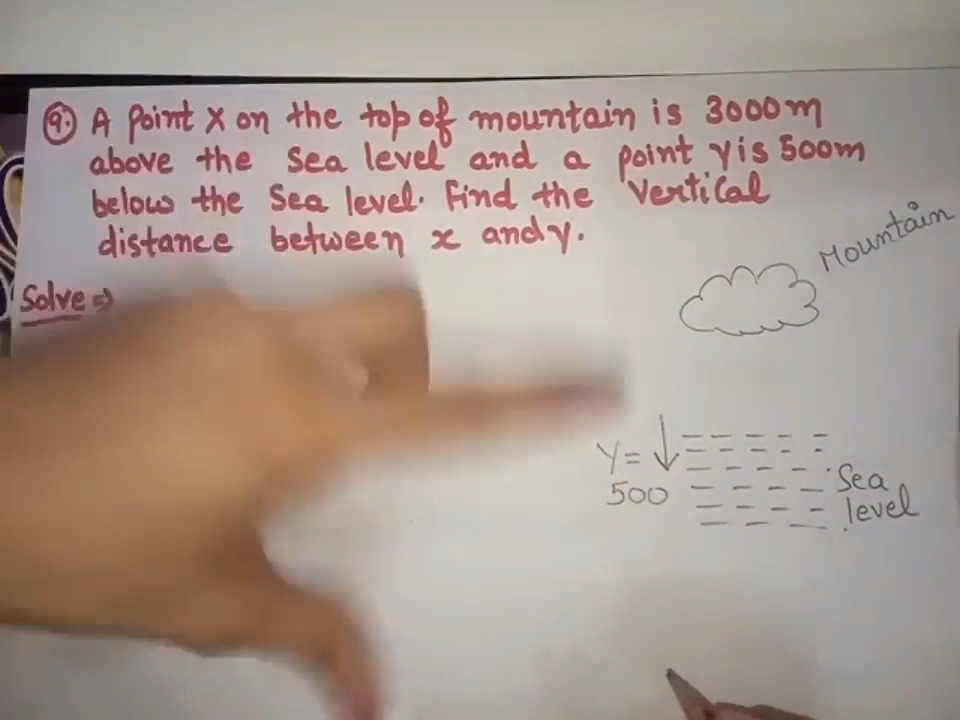 9. A point X on the top of mountain is 3000m
above the sea level and a point y is 500m
below the Sea level. Find the Vertical
distance between x and y.
Mountain
Solve ⇒
Y = ↓
500
Sea
level